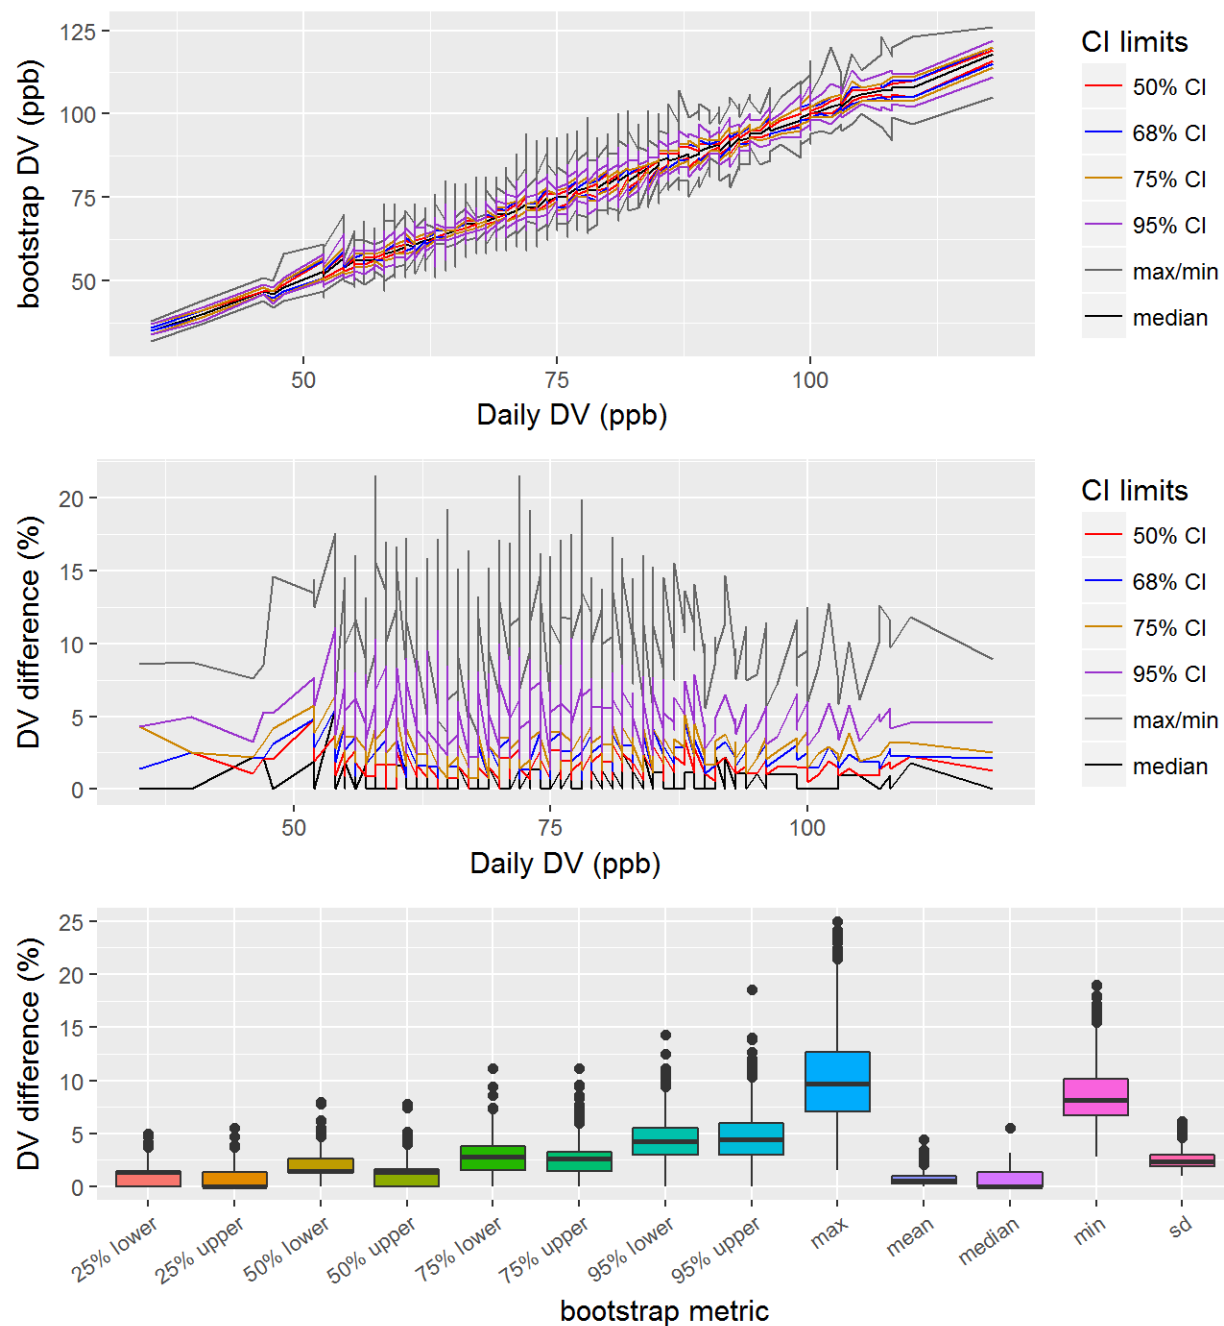 125
100
75
50
bootstrap DV (ppb)
50
75
100
Daily DV (ppb)
CI limits
50% CI
68% CI
75% CI
95% CI
max/min
median
20
15
10
5
0
DV difference (%)
50
75
100
Daily DV (ppb)
CI limits
50% CI
68% CI
75% CI
95% CI
max/min
median
25
20
15
10
5
0
DV difference (%)
25% lower
25% upper
50% lower
50% upper
75% lower
75% upper
95% lower
95% upper
max
mean
median
min
sd
bootstrap metric